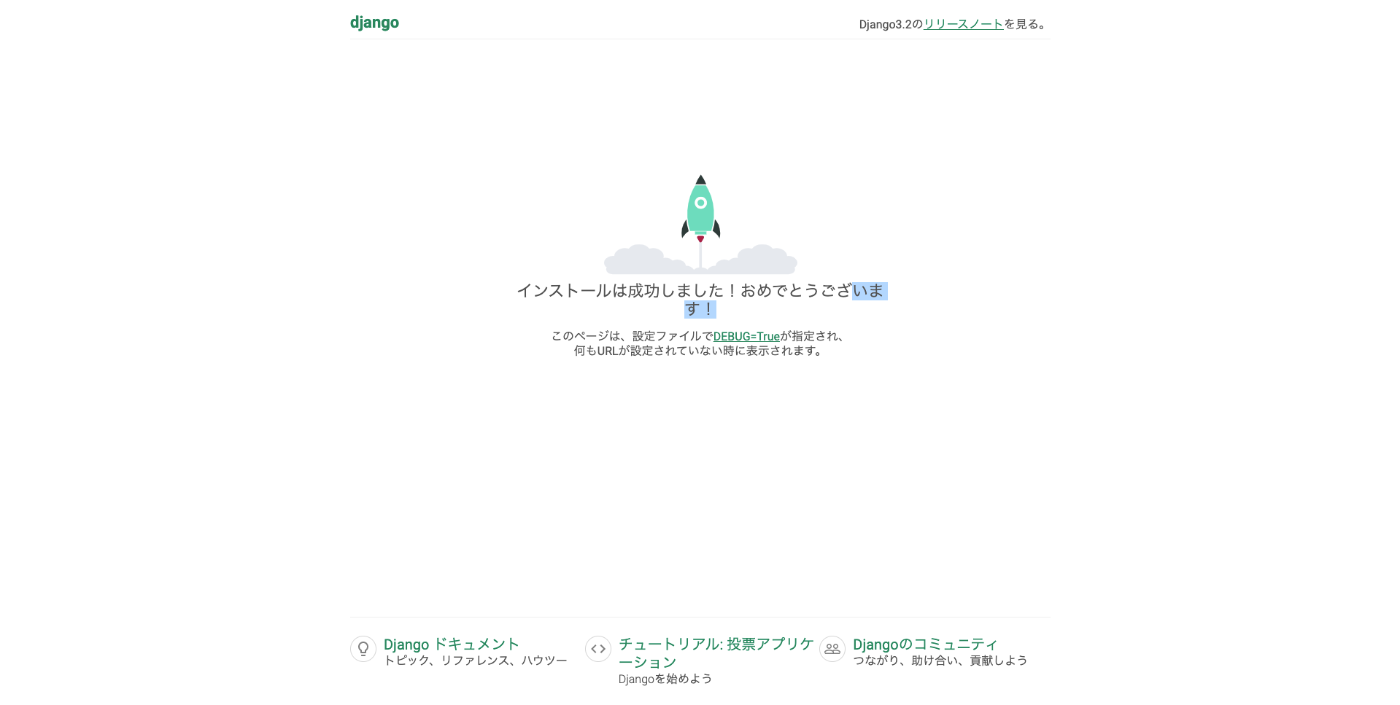 django
Django3.2のリリースノートを見る。
インストールは成功しました！おめでとうございま
す！
このページは、設定ファイルでDEBUG=Trueが指定され、
何もURLが設定されていない時に表示されます。
Django ドキュメント
トピック、リファレンス、ハウツー
チュートリアル: 投票アプリケ
ーション
Djangoを始めよう
Djangoのコミュニティ
つながり、助け合い、貢献しよう